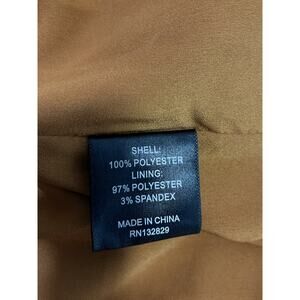 SHELL:
100% POLYESTER
LINING:
97% POLYESTER
3% SPANDEX
MADE IN CHINA
RN132829